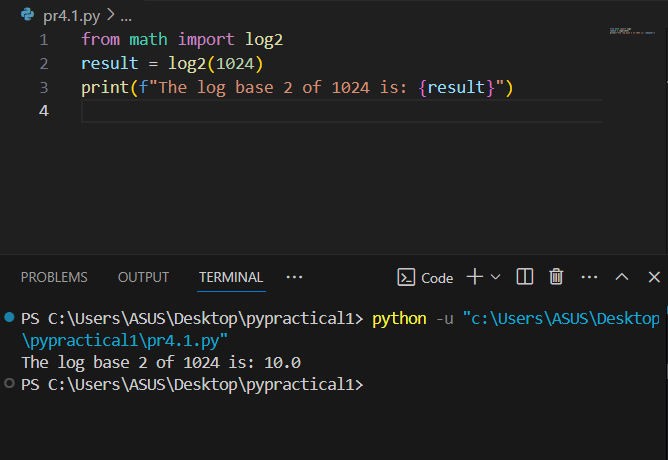 pr4.1.py > ...
1 from math import log2
2 result = log2(1024)
3 print(f"The log base 2 of 1024 is: {result}")
4
PROBLEMS OUTPUT TERMINAL ... Code
PS C:\Users\ASUS\Desktop\pypractical1> python -u "c:\Users\ASUS\Desktop
\pypractical1\pr4.1.py"
The log base 2 of 1024 is: 10.0
PS C:\Users\ASUS\Desktop\pypractical1>